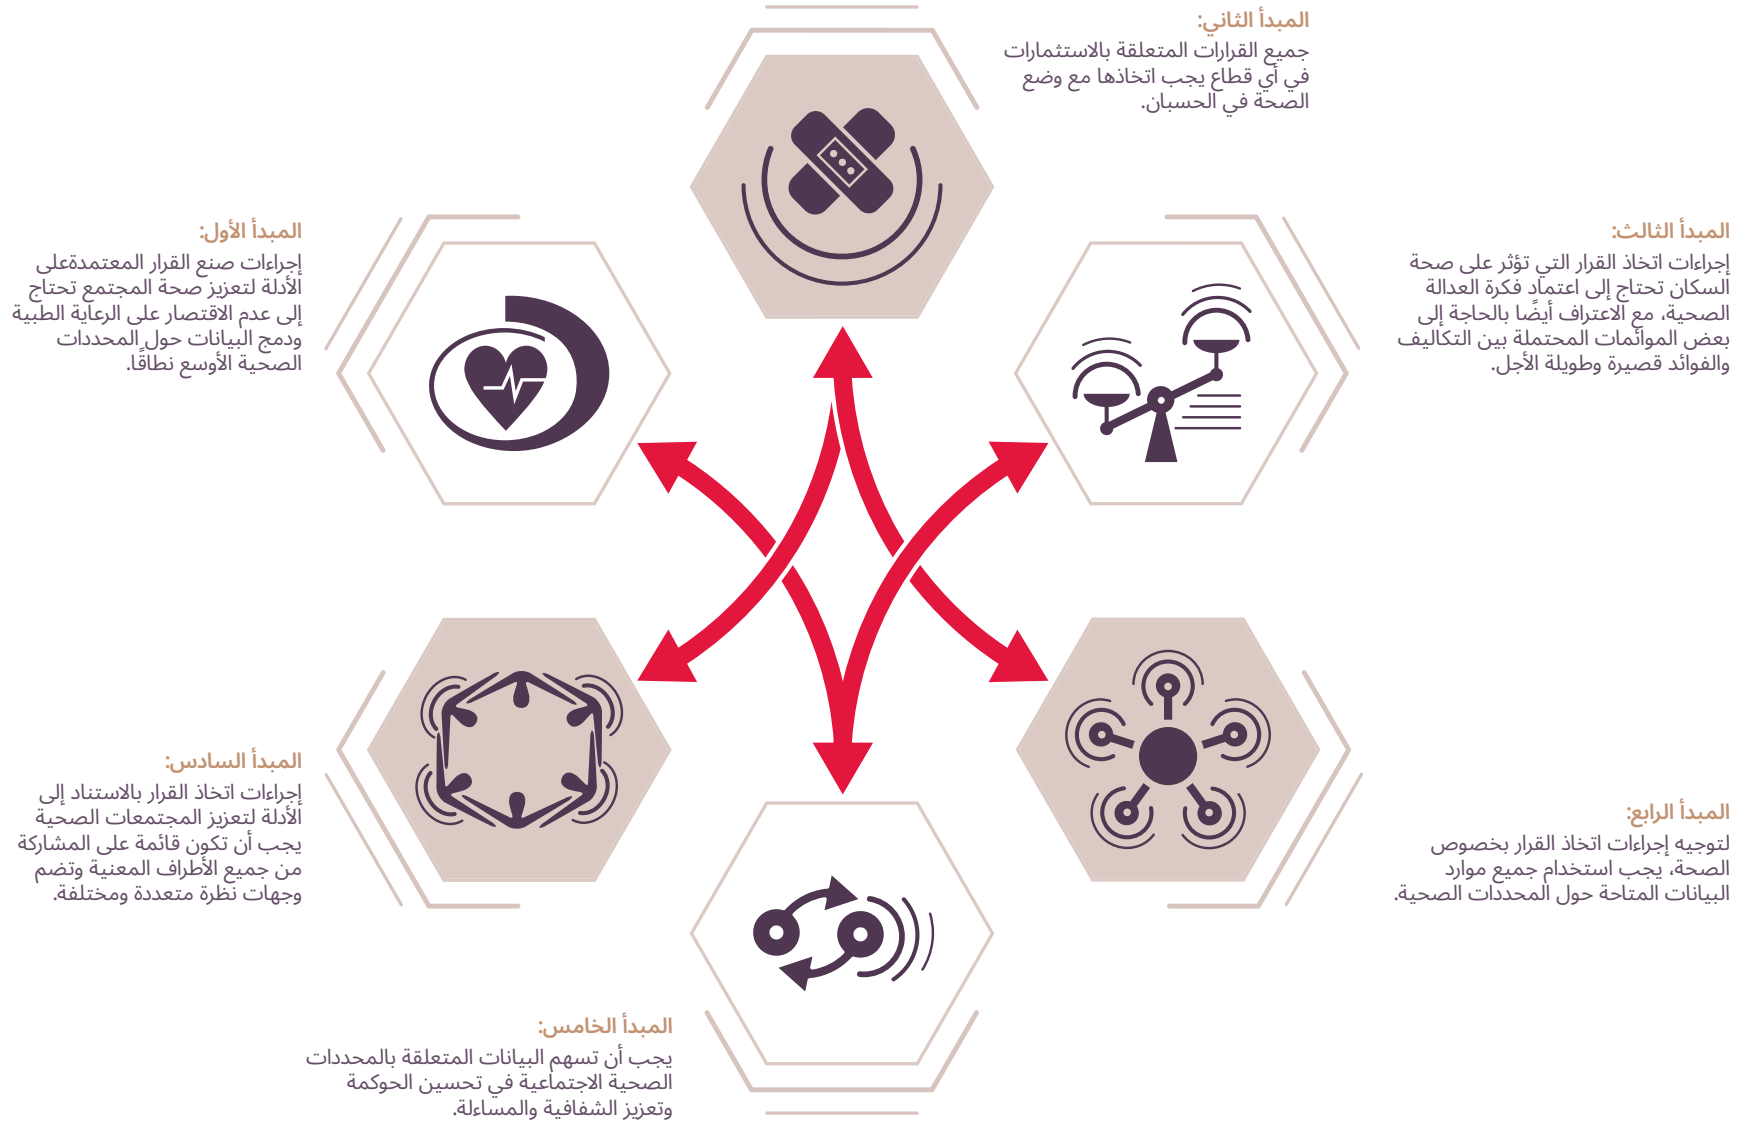 المبدأ الأول:
إجراءات صنع القرار المعتمدةعلى
الأدلة لتعزيز صحة المجتمع تحتاج
إلى عدم الاقتصار على الرعاية الطبية
ودمج البيانات حول المحددات
الصحية الأوسع نطاقًا.
المبدأ الثاني:
جميع القرارات المتعلقة بالاستثمارات
في أي قطاع يجب اتخاذها مع وضع
الصحة في الحسبان.
المبدأ الثالث:
إجراءات اتخاذ القرار التي تؤثر على صحة
السكان تحتاج إلى اعتماد فكرة العدالة
الصحية، مع الاعتراف أيضًا بالحاجة إلى
بعض الموائمات المحتملة بين التكاليف
والفوائد قصيرة وطويلة الأجل.
المبدأ الرابع:
لتوجيه إجراءات اتخاذ القرار بخصوص
الصحة، يجب استخدام جميع موارد
البيانات المتاحة حول المحددات الصحية.
المبدأ الخامس:
يجب أن تسهم البيانات المتعلقة بالمحددات
الصحية الاجتماعية في تحسين الحوكمة
وتعزيز الشفافية والمساءلة.
المبدأ السادس:
إجراءات اتخاذ القرار بالاستناد إلى
الأدلة لتعزيز المجتمعات الصحية
يجب أن تكون قائمة على المشاركة
من جميع الأطراف المعنية وتضم
وجهات نظرة متعددة ومختلفة.